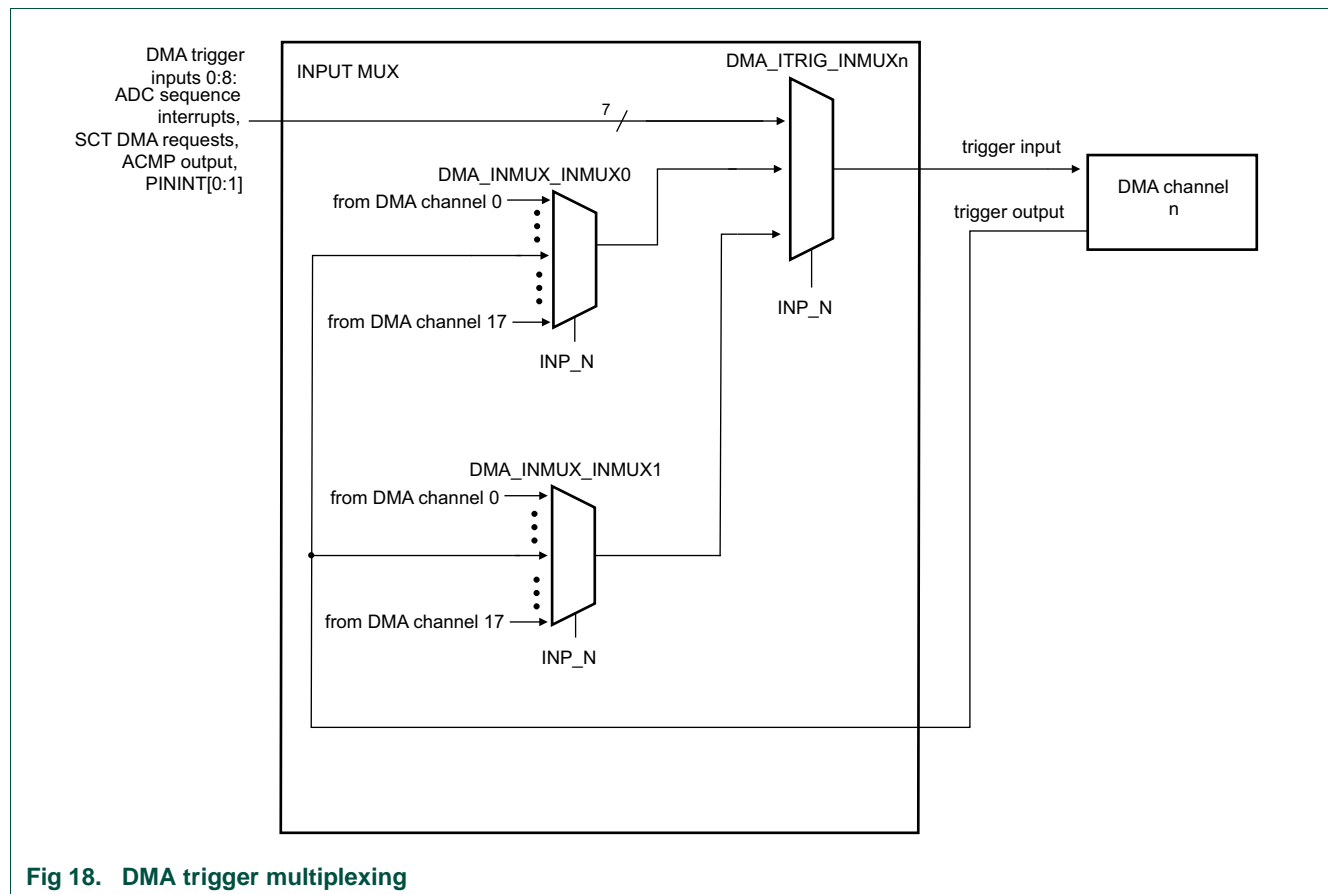 DMA trigger
inputs 0:8:
ADC sequence
interrupts,
SCT DMA requests,
ACMP output,
PININT[0:1]
INPUT MUX
DMA_ITRIG_INMUXn
7
DMA_INMUX_INMUX0
from DMA channel 0
from DMA channel 17
INP_N
INP_N
trigger input
DMA channel
n
trigger output
DMA_INMUX_INMUX1
from DMA channel 0
from DMA channel 17
INP_N
Fig 18. DMA trigger multiplexing